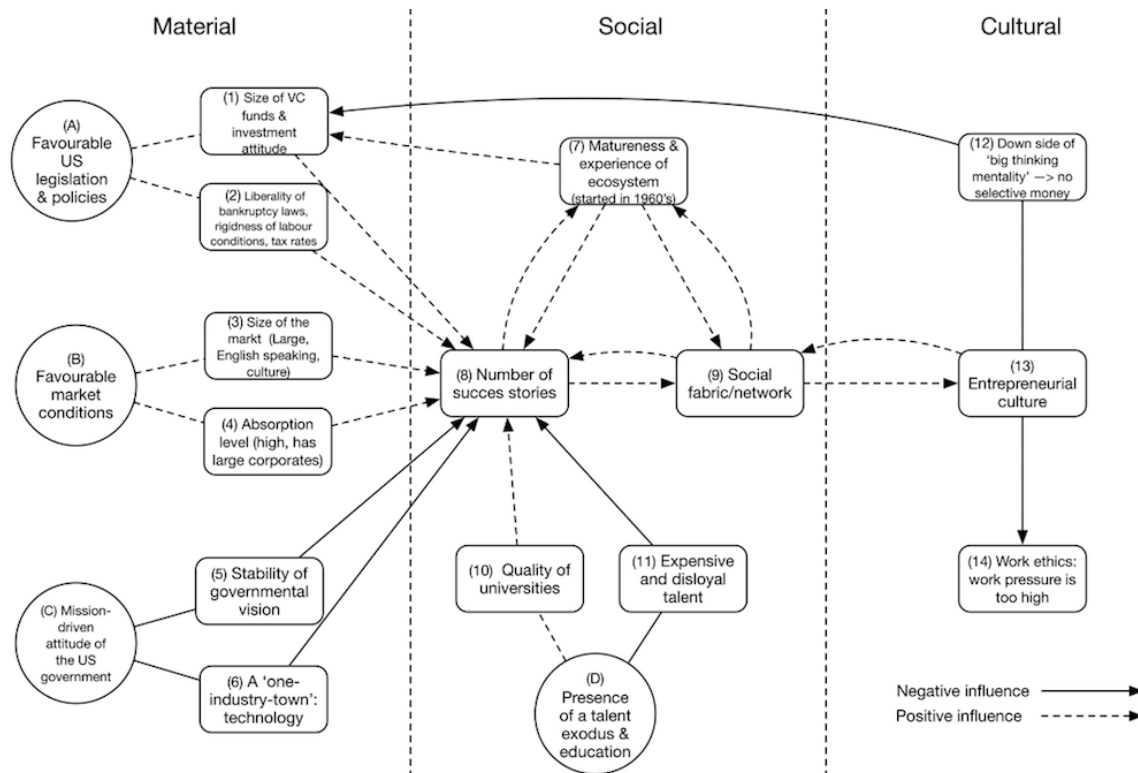 Material
Social
Cultural
(A)
Favourable
US
legislation
& policies
(1) Size of VC
funds &
investment
attitude
(2) Liberality of
bankruptcy laws,
rigidness of labour
conditions, tax rates
(7) Matureness &
experience of
ecosystem
(started in 1960's)
(12) Down side of
'big thinking
mentality' —> no
selective money
(B)
Favourable
market
conditions
(3) Size of the
markt (Large,
English speaking,
culture)
(4) Absorption
level (high, has
large corporates)
(8) Number of
succes stories
(9) Social
fabric/network
(13)
Entrepreneurial
culture
(C) Mission-
driven
attitude of
the US
government
(5) Stability of
governmental
vision
(6) A 'one-
industry-town':
technology
(10) Quality of
universities
(11) Expensive
and disloyal
talent
(14) Work ethics:
work pressure is
too high
(D)
Presence
of a talent
exodus &
education
Negative influence
Positive influence